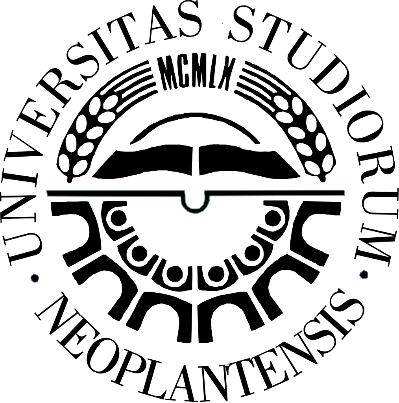 UNIVERSITAS STUDIORUM
MCMLX
· NEOPLANTENSIS ·